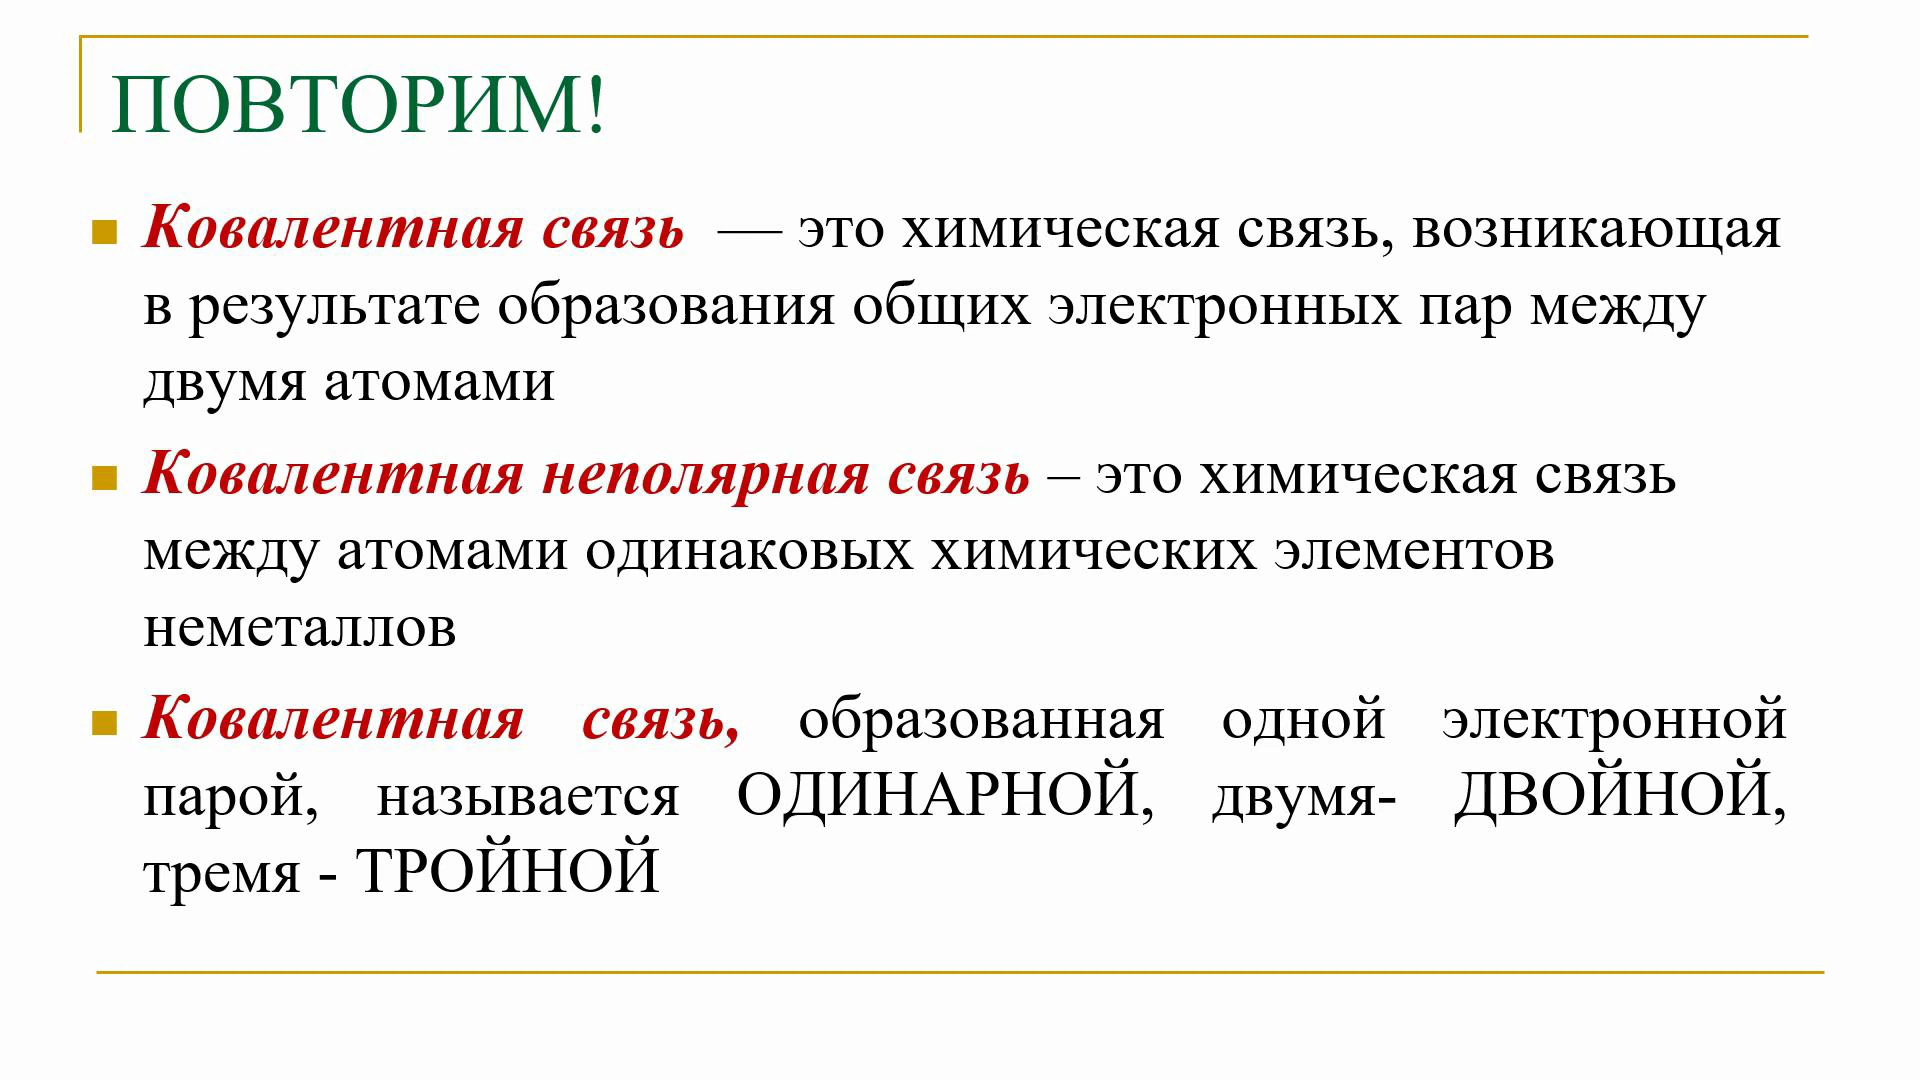 ПОВТОРИМ!
Ковалентная связь — это химическая связь, возникающая
в результате образования общих электронных пар между
двумя атомами
Ковалентная неполярная связь – это химическая связь
между атомами одинаковых химических элементов
неметаллов
Ковалентная связь, образованная одной электронной
парой, называется ОДИНАРНОЙ, двумя- ДВОЙНОЙ,
тремя - ТРОЙНОЙ